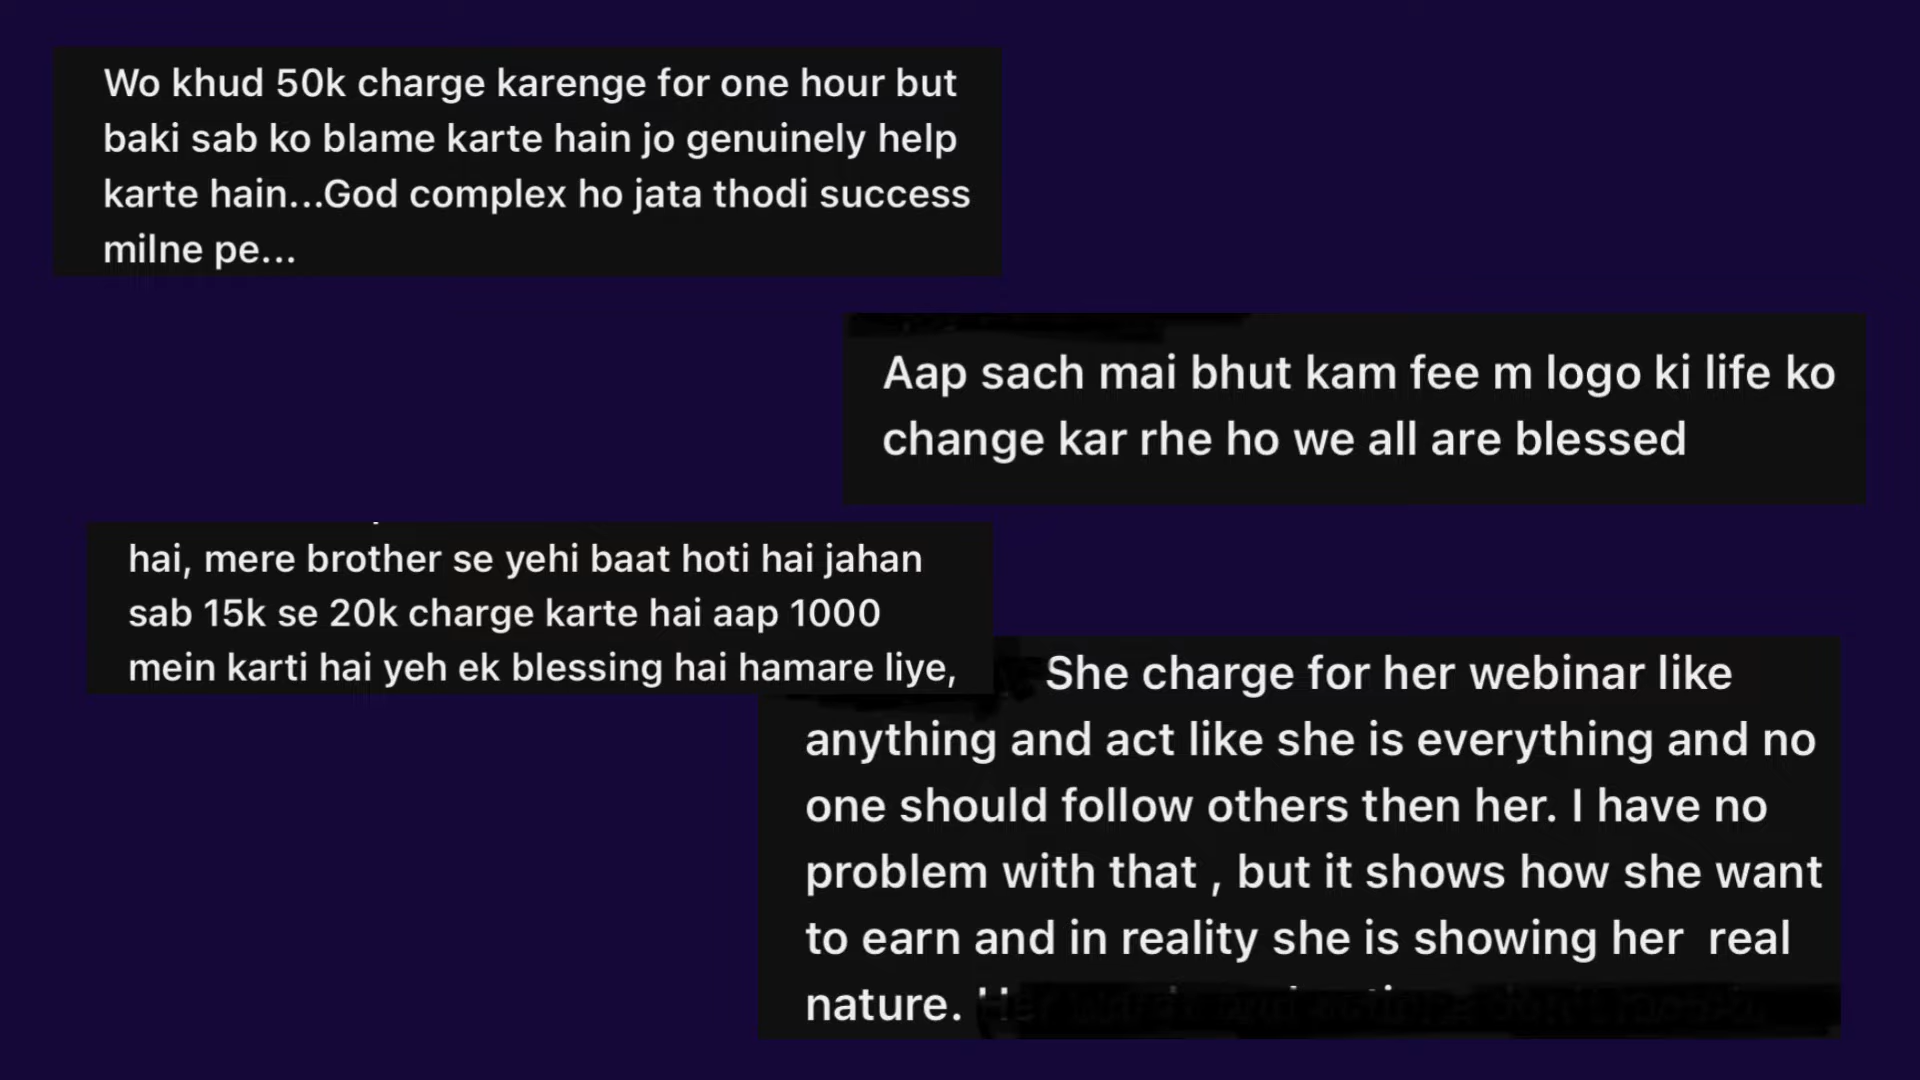 Wo khud 50k charge karenge for one hour but
baki sab ko blame karte hain jo genuinely help
karte hain...God complex ho jata thodi success
milne pe...
Aap sach mai bhut kam fee m logo ki life ko
change kar rhe ho we all are blessed
hai, mere brother se yehi baat hoti hai jahan
sab 15k se 20k charge karte hai aap 1000
mein karti hai yeh ek blessing hai hamare liye,
She charge for her webinar like
anything and act like she is everything and no
one should follow others then her. I have no
problem with that , but it shows how she want
to earn and in reality she is showing her real
nature.